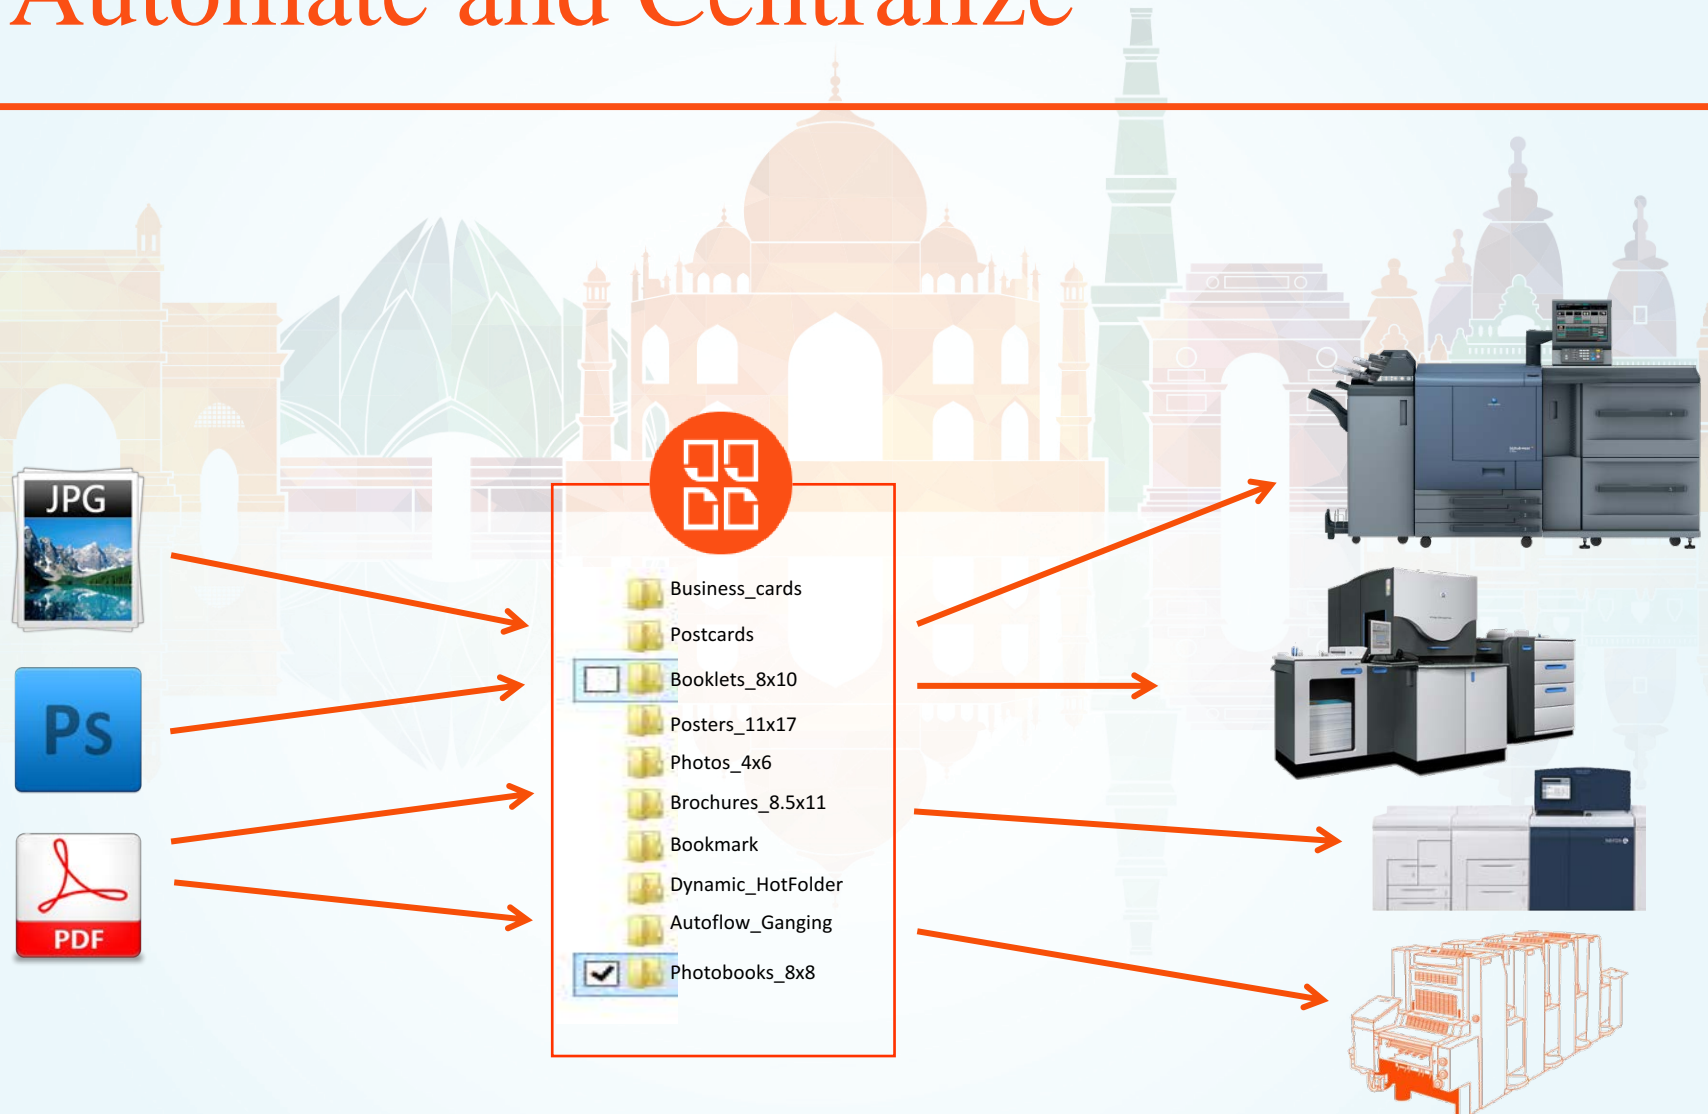 Automate and Centralize
JPG
Ps
PDF
Business_cards
Postcards
Booklets_8x10
Posters_11x17
Photos_4x6
Brochures_8.5x11
Bookmark
Dynamic_HotFolder
Autoflow_Ganging
Photobooks_8x8